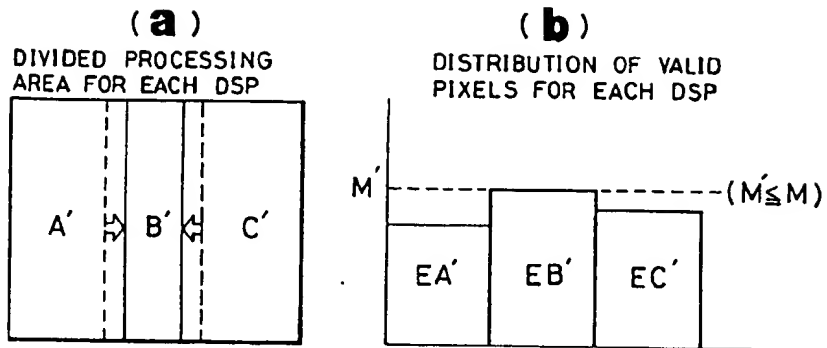 (a)
DIVIDED PROCESSING
AREA FOR EACH DSP
A′ B′ C′
(b)
DISTRIBUTION OF VALID
PIXELS FOR EACH DSP
M′ (M′≦M)
EA′ EB′ EC′